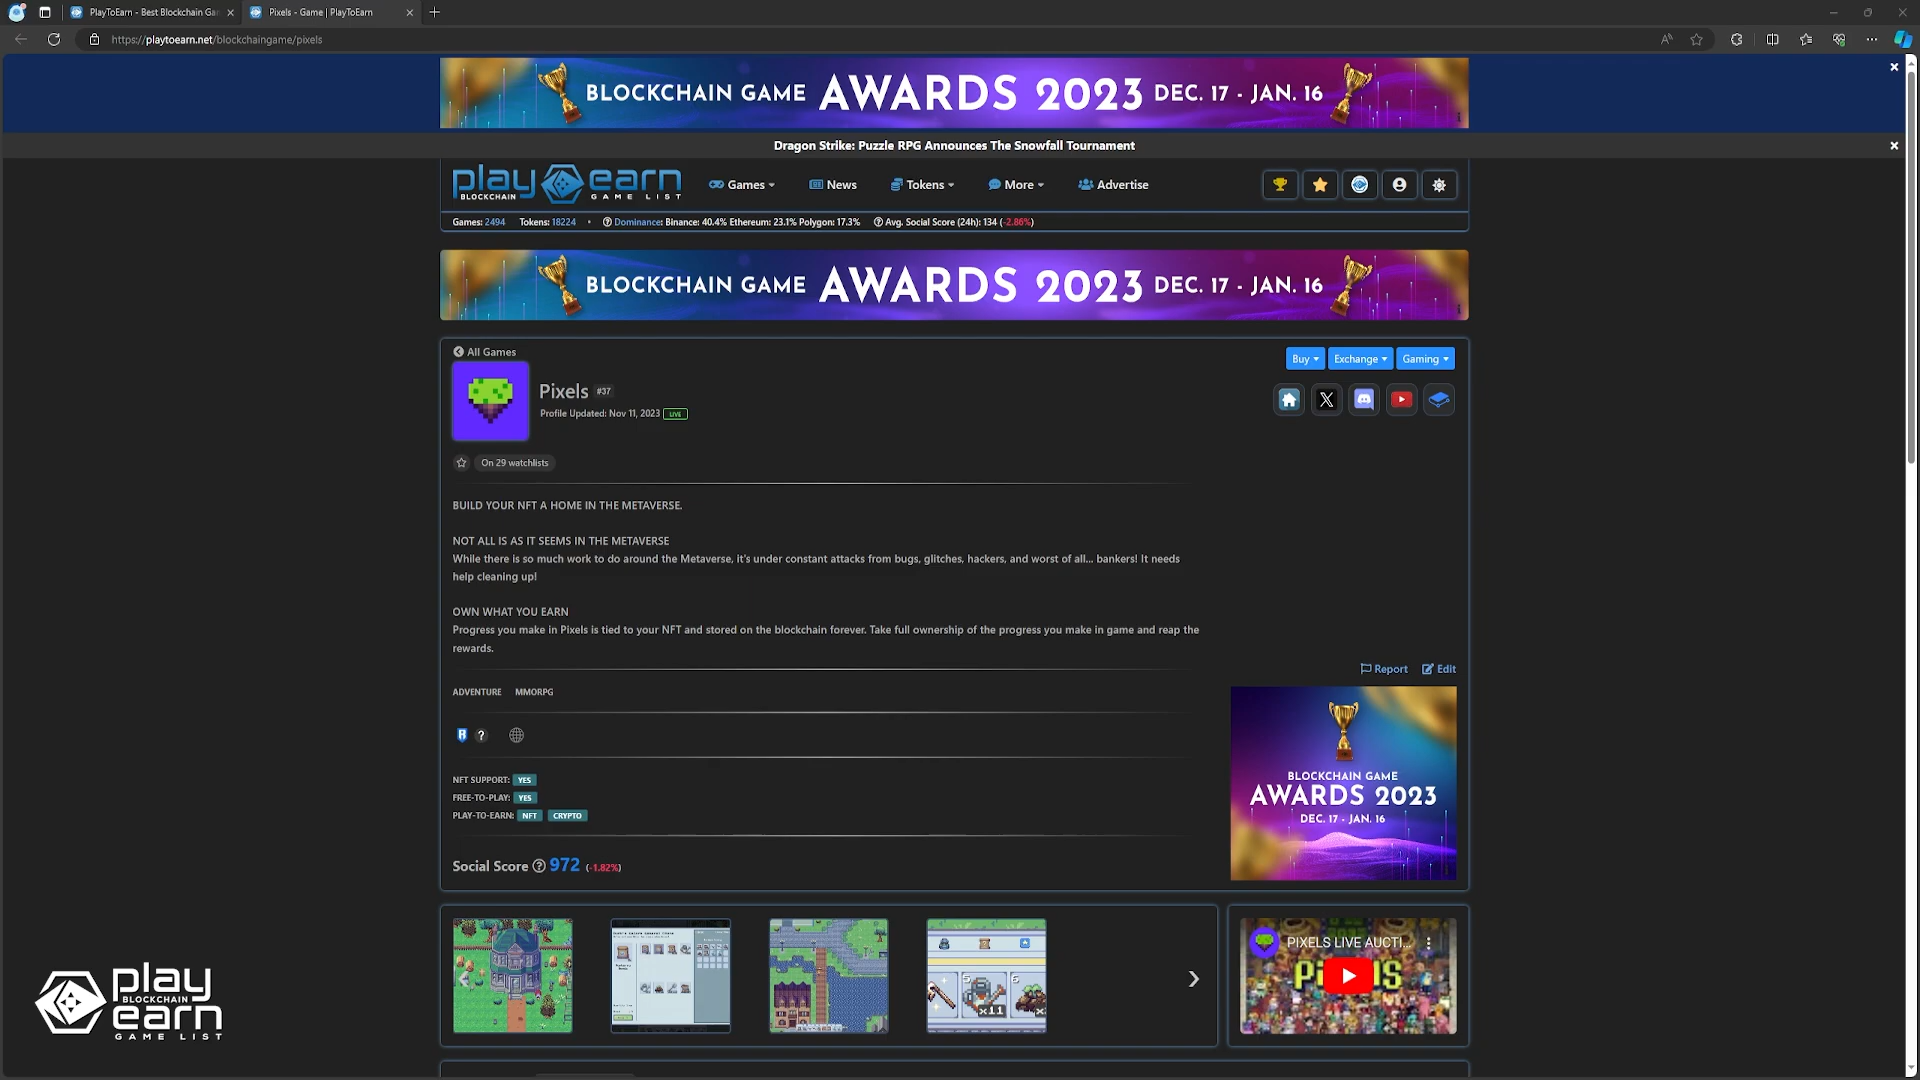 PlayToEarn - Best Blockchain Gan
Pixels - Game | PlayToEarn
https://playtoearn.net/blockchaingame/pixels
BLOCKCHAIN GAME AWARDS 2023 DEC. 17 - JAN. 16
Dragon Strike: Puzzle RPG Announces The Snowfall Tournament
play earn
BLOCKCHAIN GAME LIST
Games
News
Tokens
More
Advertise
Games: 2494 Tokens: 18224 • Dominance: Binance: 40.4% Ethereum: 23.1% Polygon: 17.3% Avg. Social Score (24h): 134 (-2.86%)
BLOCKCHAIN GAME AWARDS 2023 DEC. 17 - JAN. 16
All Games
Buy
Exchange
Gaming
Pixels #37
Profile Updated: Nov 11, 2023 LIVE
On 29 watchlists
BUILD YOUR NFT A HOME IN THE METAVERSE.
NOT ALL IS AS IT SEEMS IN THE METAVERSE
While there is so much work to do around the Metaverse, it's under constant attacks from bugs, glitches, hackers, and worst of all... bankers! It needs
help cleaning up!
OWN WHAT YOU EARN
Progress you make in Pixels is tied to your NFT and stored on the blockchain forever. Take full ownership of the progress you make in game and reap the
rewards.
Report
Edit
ADVENTURE MMORPG
NFT SUPPORT: YES
FREE-TO-PLAY: YES
PLAY-TO-EARN: NFT CRYPTO
Social Score 972 (-1.82%)
BLOCKCHAIN GAME
AWARDS 2023
DEC. 17 - JAN. 16
x11
PIXELS LIVE AUCTI...
play
BLOCKCHAIN
earn
GAME LIST